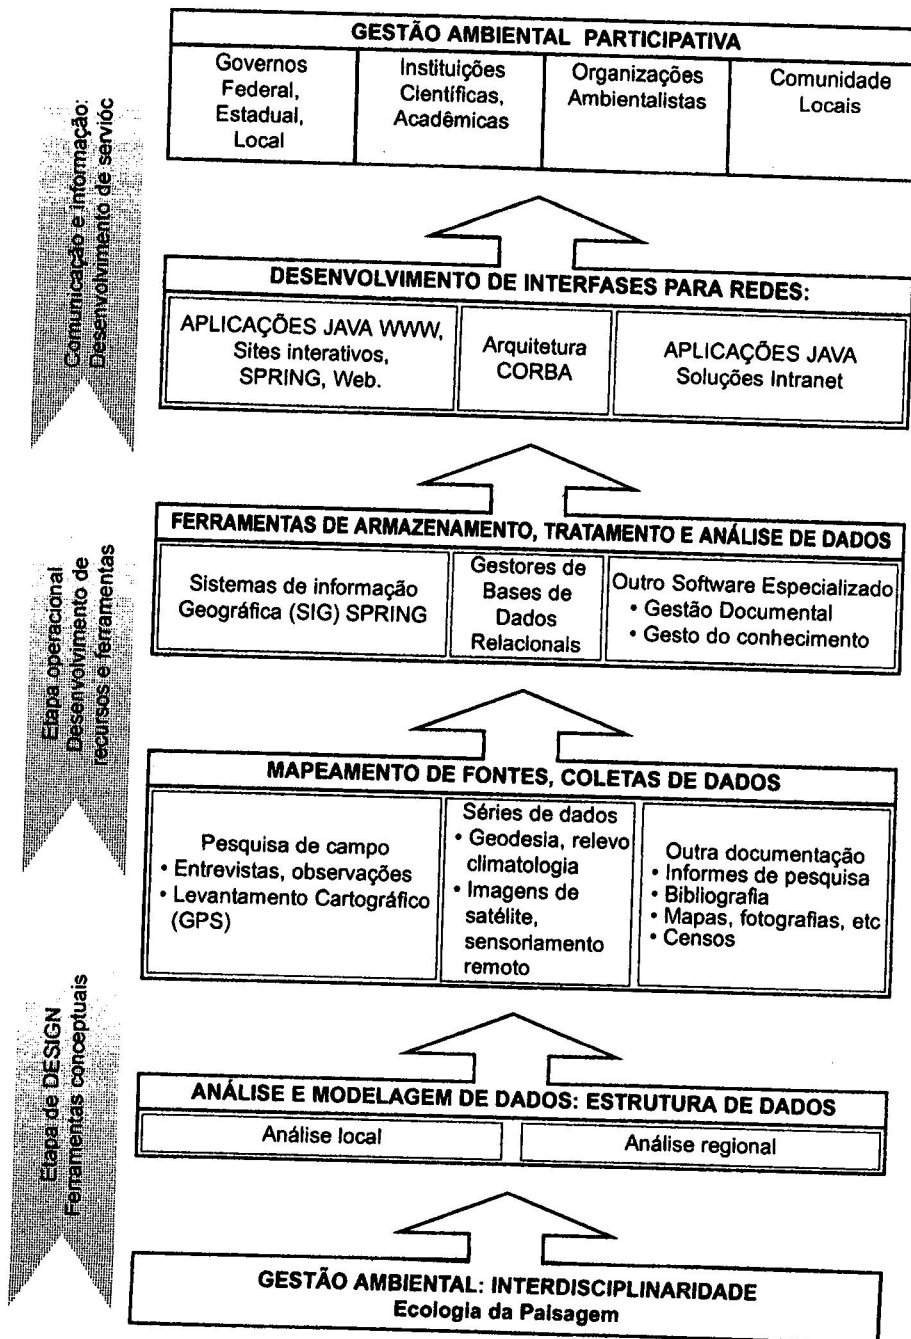 GESTÃO AMBIENTAL PARTICIPATIVA
Governos
Federal,
Estadual,
Local
Instituições
Científicas,
Acadêmicas
Organizações
Ambientalistas
Comunidade
Locais
Comunicação e informação:
Desenvolvimento de servióc
DESENVOLVIMENTO DE INTERFASES PARA REDES:
APLICAÇÕES JAVA WWW,
Sites interativos,
SPRING, Web.
Arquitetura
CORBA
APLICAÇÕES JAVA
Soluções Intranet
FERRAMENTAS DE ARMAZENAMENTO, TRATAMENTO E ANÁLISE DE DADOS
Sistemas de informação
Geográfica (SIG) SPRING
Gestores de
Bases de
Dados
Relacionals
Outro Software Especializado
• Gestão Documental
• Gesto do conhecimento
Etapa operacional
Desenvolvimento de
recursos e ferramentas
MAPEAMENTO DE FONTES, COLETAS DE DADOS
Pesquisa de campo
• Entrevistas, observações
• Levantamento Cartográfico
(GPS)
Séries de dados
• Geodesia, relevo
climatologia
• Imagens de
satélite,
sensoriamento
remoto
Outra documentação
• Informes de pesquisa
• Bibliografia
• Mapas, fotografias, etc
• Censos
Etapa de DESIGN
Ferramentas conceptuais
ANÁLISE E MODELAGEM DE DADOS: ESTRUTURA DE DADOS
Análise local
Análise regional
GESTÃO AMBIENTAL: INTERDISCIPLINARIDADE
Ecologia da Paisagem